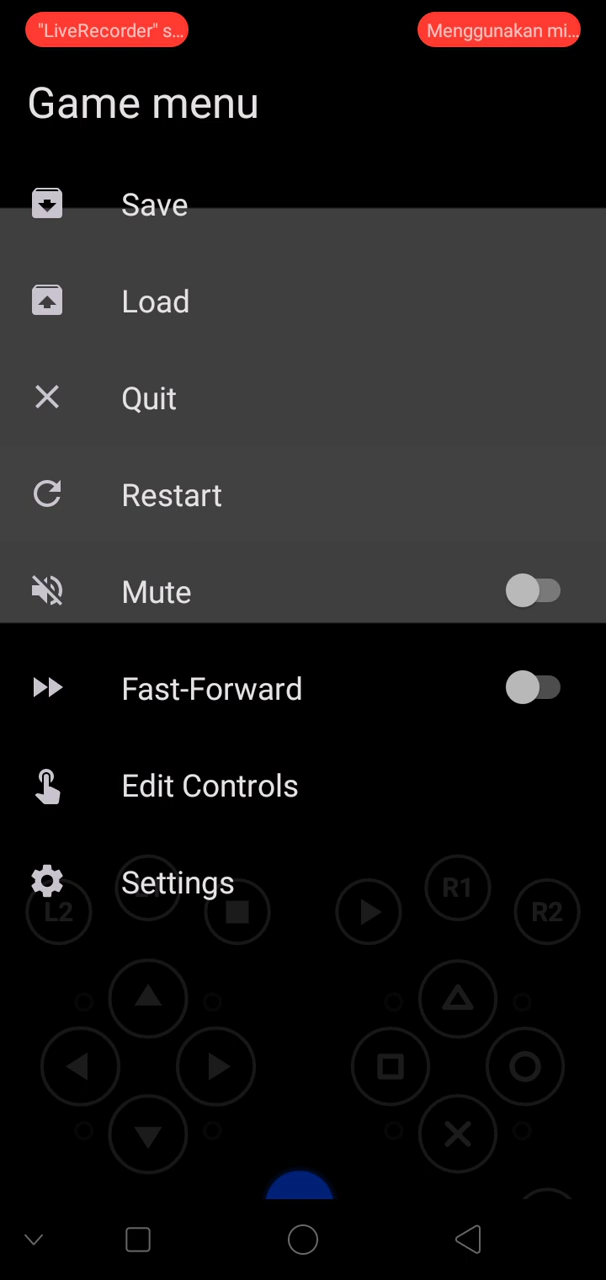 "LiveRecorder" s...
Menggunakan mi...
Game menu
Save
Load
Quit
Restart
Mute
Fast-Forward
Edit Controls
Settings
R1
L2
R2